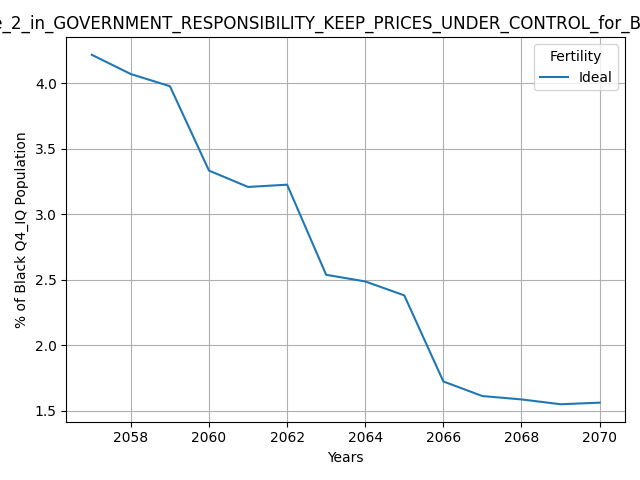 e_2_in_GOVERNMENT_RESPONSIBILITY_KEEP_PRICES_UNDER_CONTROL_for_B
Fertility
Ideal
% of Black Q4_IQ Population
4.0
3.5
3.0
2.5
2.0
1.5
2058 2060 2062 2064 2066 2068 2070
Years